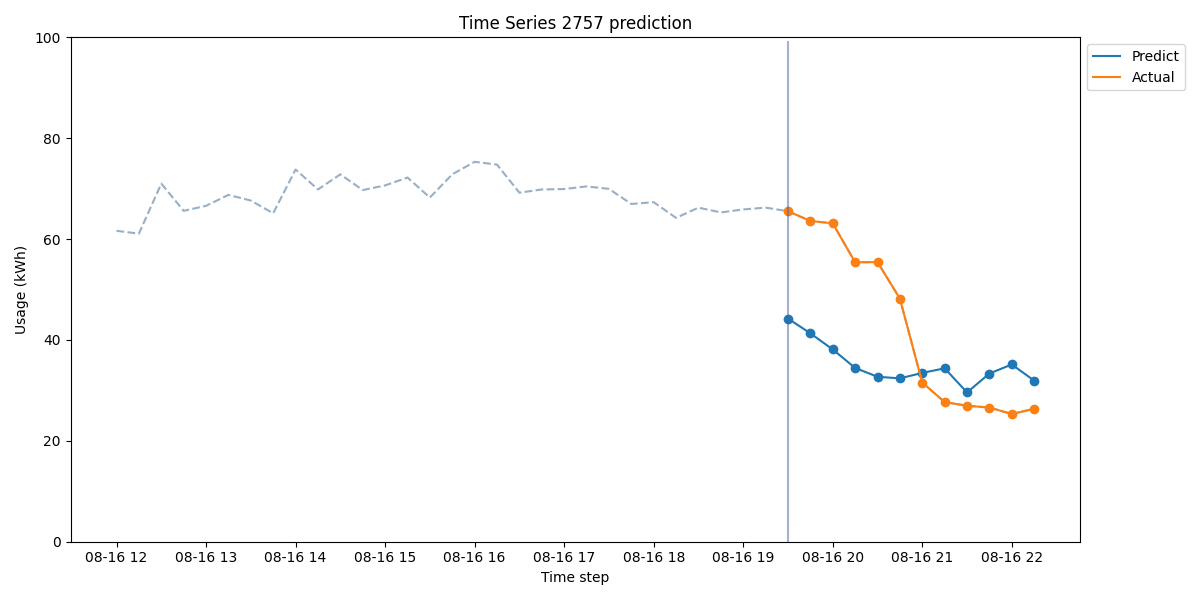 Time Series 2757 prediction
Predict
Actual
100
80
60
40
20
0
Usage (kWh)
08-16 12 08-16 13 08-16 14 08-16 15 08-16 16 08-16 17 08-16 18 08-16 19 08-16 20 08-16 21 08-16 22
Time step